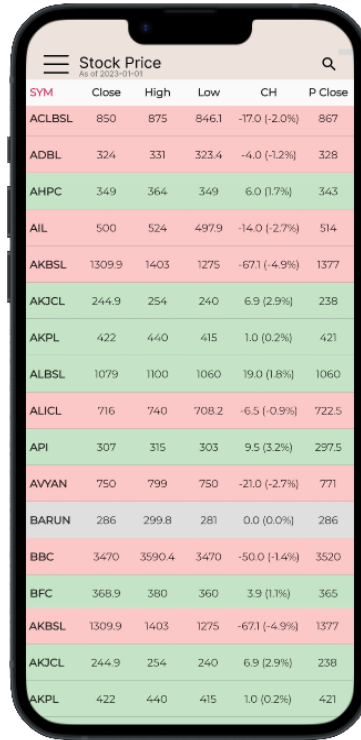 Stock Price
As of 2023-01-01
SYM Close High Low CH P Close
ACLBSL 850 875 846.1 -17.0 (-2.0%) 867
ADBL 324 331 323.4 -4.0 (-1.2%) 328
AHPC 349 364 349 6.0 (1.7%) 343
AIL 500 524 497.9 -14.0 (-2.7%) 514
AKBSL 1309.9 1403 1275 -67.1 (-4.9%) 1377
AKJCL 244.9 254 240 6.9 (2.9%) 238
AKPL 422 440 415 1.0 (0.2%) 421
ALBSL 1079 1100 1060 19.0 (1.8%) 1060
ALICL 716 740 708.2 -6.5 (-0.9%) 722.5
API 307 315 303 9.5 (3.2%) 297.5
AVYAN 750 799 750 -21.0 (-2.7%) 771
BARUN 286 299.8 281 0.0 (0.0%) 286
BBC 3470 3590.4 3470 -50.0 (-1.4%) 3520
BFC 368.9 380 360 3.9 (1.1%) 365
AKBSL 1309.9 1403 1275 -67.1 (-4.9%) 1377
AKJCL 244.9 254 240 6.9 (2.9%) 238
AKPL 422 440 415 1.0 (0.2%) 421